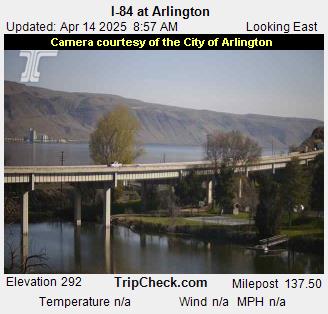 I-84 at Arlington
Updated: Apr 14 2025 8:57 AM Looking East
Camera courtesy of the City of Arlington
Elevation 292 TripCheck.com Milepost 137.50
Temperature n/a Wind n/a MPH n/a